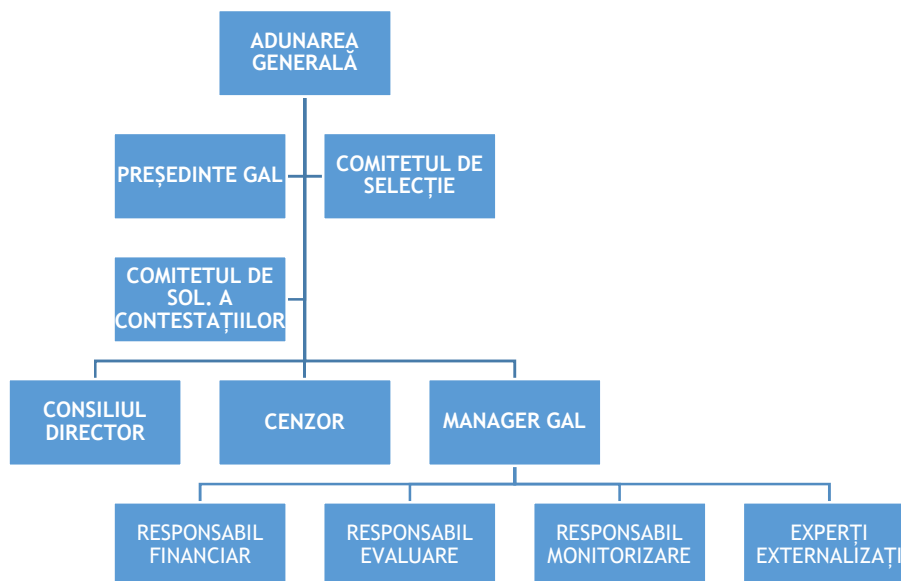 ADUNAREA
GENERALĂ
PREȘEDINTE GAL
COMITETUL DE
SELECȚIE
COMITETUL DE
SOL. A
CONTESTAȚIILOR
CONSILIUL
DIRECTOR
CENZOR
MANAGER GAL
RESPONSABIL
FINANCIAR
RESPONSABIL
EVALUARE
RESPONSABIL
MONITORIZARE
EXPERȚI
EXTERNALIZAȚI